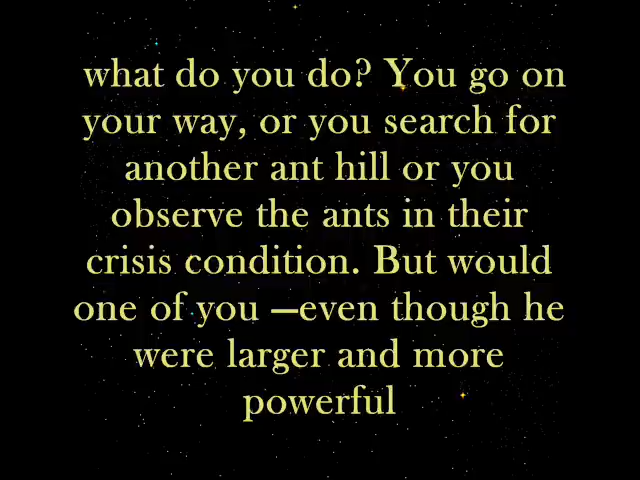 what do you do? You go on
your way, or you search for
another ant hill or you
observe the ants in their
crisis condition. But would
one of you —even though he
were larger and more
powerful